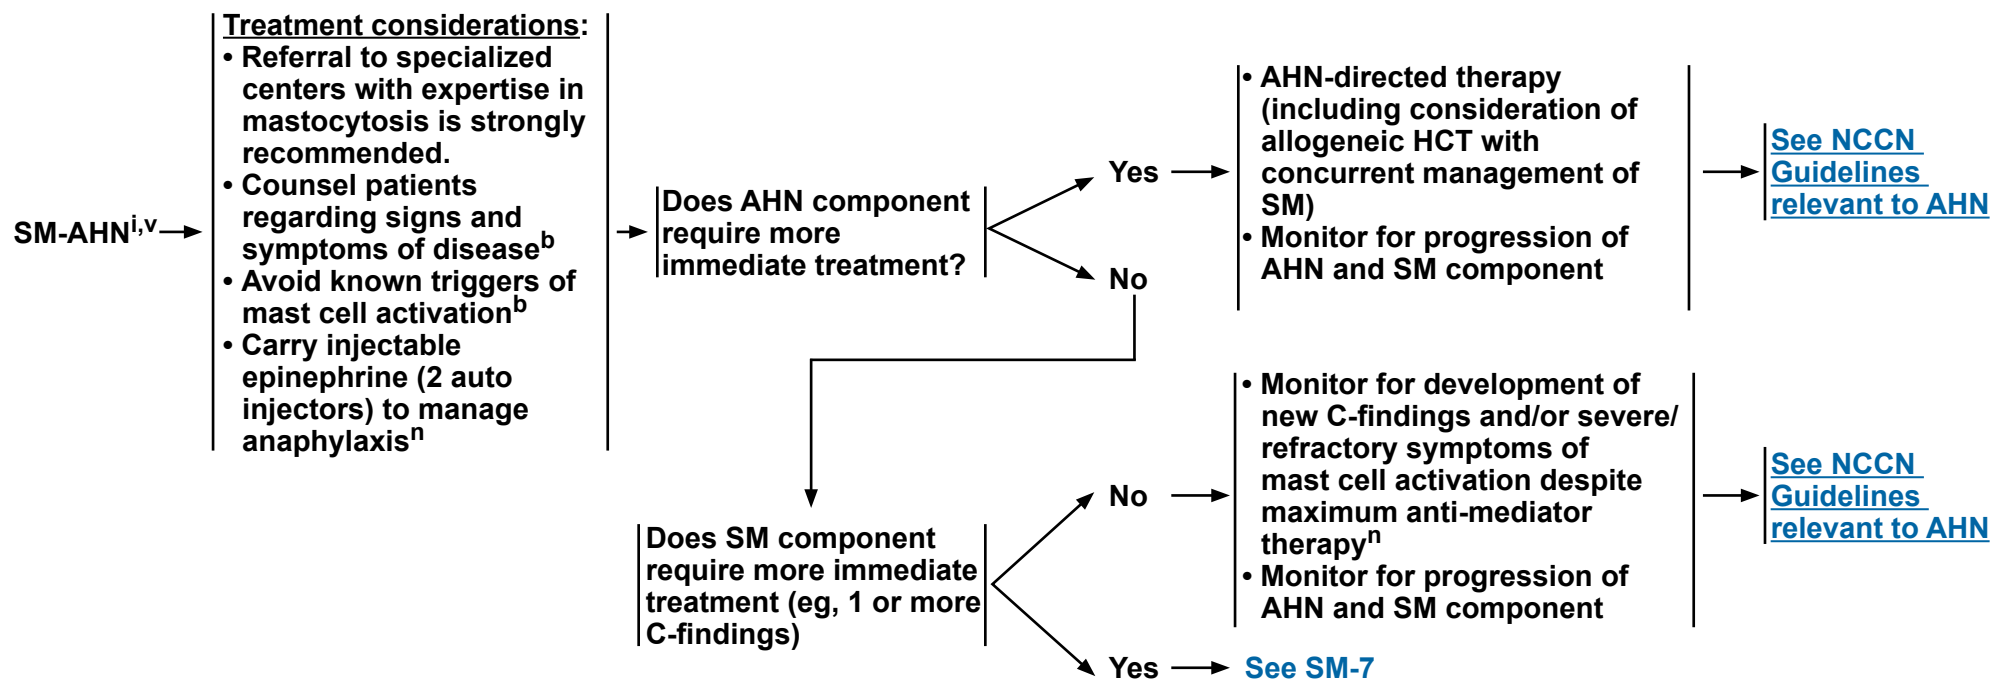 SM-AHNi,v
Treatment considerations:
• Referral to specialized
centers with expertise in
mastocytosis is strongly
recommended.
• Counsel patients
regarding signs and
symptoms of diseaseb
• Avoid known triggers of
mast cell activationb
• Carry injectable
epinephrine (2 auto
injectors) to manage
anaphylaxisn
Does AHN component
require more
immediate treatment?
Yes
• AHN-directed therapy
(including consideration of
allogeneic HCT with
concurrent management of
SM)
• Monitor for progression of
AHN and SM component
See NCCN
Guidelines
relevant to AHN
No
Does SM component
require more immediate
treatment (eg, 1 or more
C-findings)
No
• Monitor for development of
new C-findings and/or severe/
refractory symptoms of
mast cell activation despite
maximum anti-mediator
therapyn
• Monitor for progression of
AHN and SM component
See NCCN
Guidelines
relevant to AHN
Yes
See SM-7